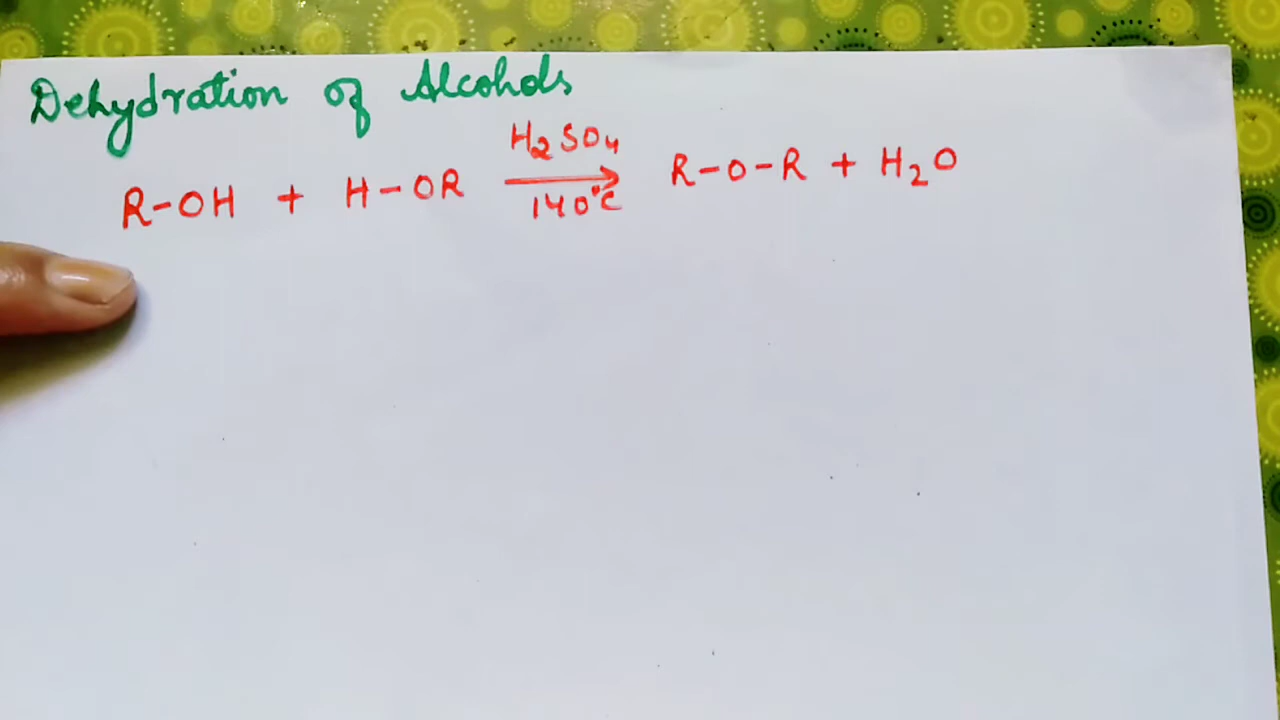 Dehydration of Alcohols
H₂SO₄
R-OH + H-OR ⟶ R-O-R + H₂O
140°C